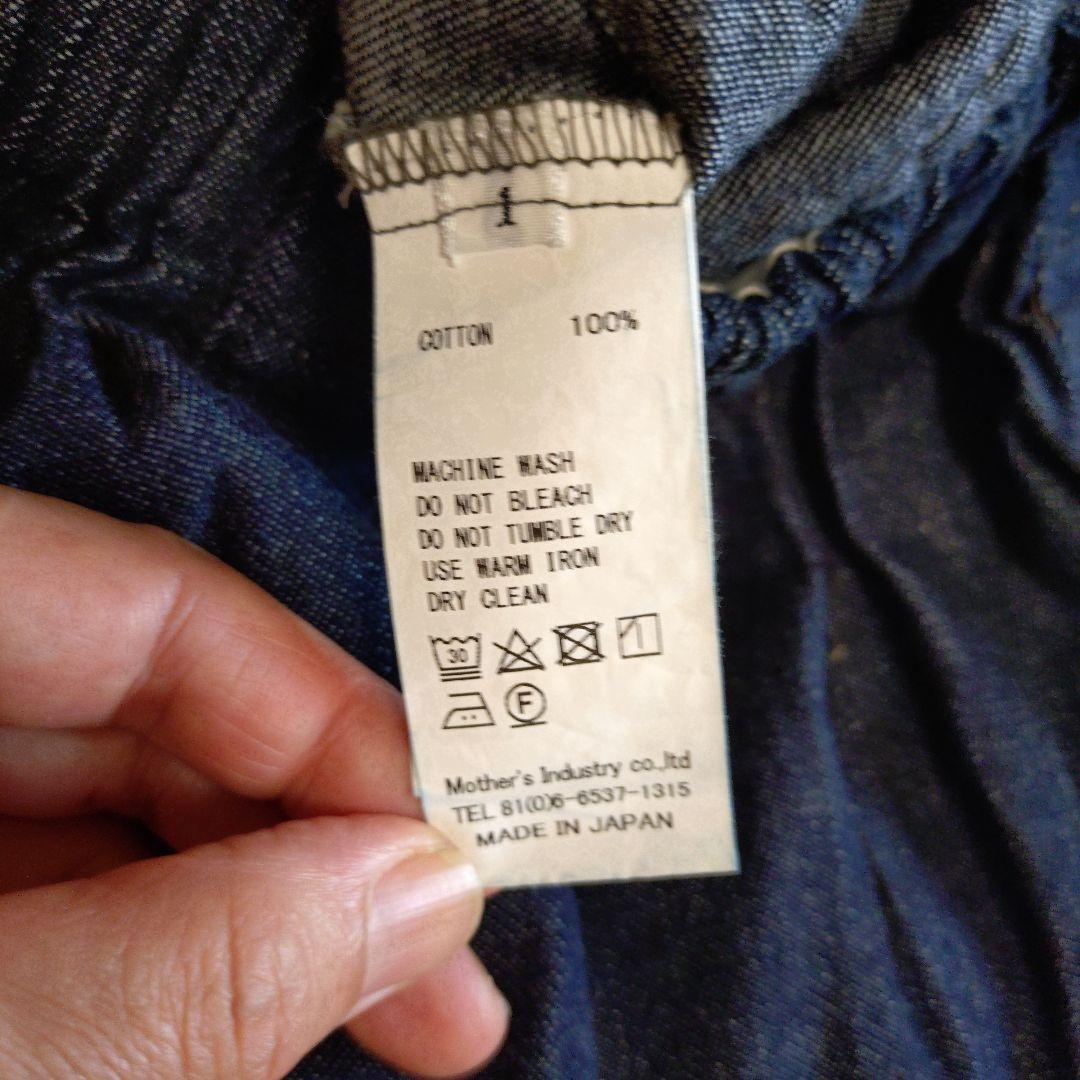 1
COTTON 100%
MACHINE WASH
DO NOT BLEACH
DO NOT TUMBLE DRY
USE WARM IRON
DRY CLEAN
30
F
Mother's Industry co.,ltd
TEL 81(0)6-6537-1315
MADE IN JAPAN